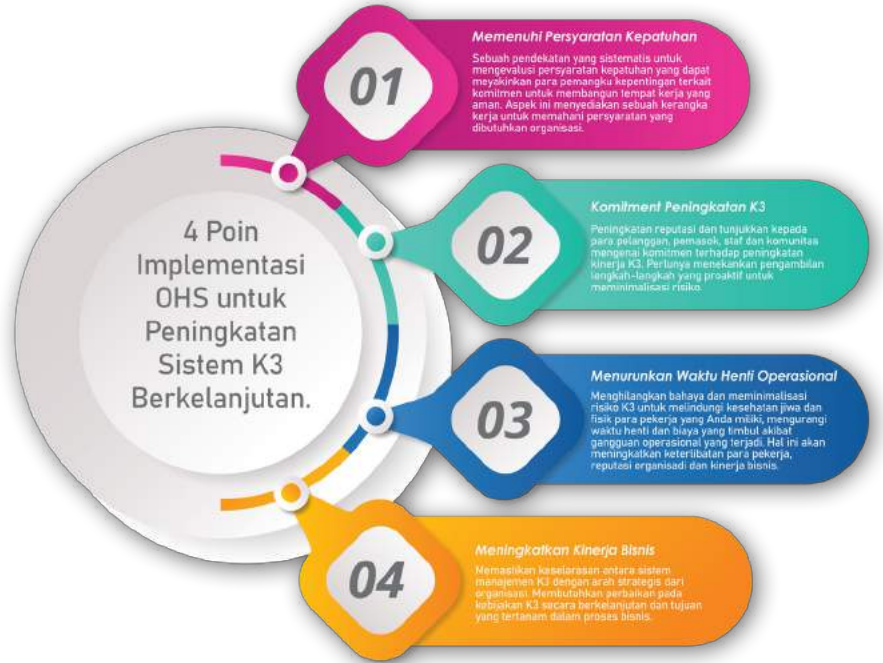 4 Poin
Implementasi
OHS untuk
Peningkatan
Sistem K3
Berkelanjutan.
01
Memenuhi Persyaratan Kepatuhan
Sebuah pendekatan yang sistematis untuk
mengevalusi persyaratan kepatuhan yang dapat
meyakinkan para pemangku kepentingan terkait
komitmen untuk membangun tempat kerja yang
aman. Aspek ini menyediakan sebuah kerangka
kerja untuk memahani persyaratan yang
dibutuhkan organisasi.
02
Komitment Peningkatan K3
Peningkatan reputasi dan tunjukkan kepada
para pelanggan, pemasok, staf dan komunitas
mengenai komitmen terhadap peningkatan
kinerja K3. Perlunya menekankan pengambilan
langkah-langkah yang proaktif untuk
meminimalisasi risiko.
03
Menurunkan Waktu Henti Operasional
Menghilangkan bahaya dan meminimalisasi
risiko K3 untuk melindungi kesehatan jiwa dan
fisik para pekerja yang Anda miliki, mengurangi
waktu henti dan biaya yang timbul akibat
gangguan operasional yang terjadi. Hal ini akan
meningkatkan keterlibatan para pekerja,
reputasi organisadi dan kinerja bisnis.
04
Meningkatkan Kinerja Bisnis
Memastikan keselarasan antara sistem
manajemen K3 dengan arah strategis dari
organisasi. Membutuhkan perbaikan pada
kebijakan K3 secara berkelanjutan dan tujuan
yang tertanam dalam proses bisnis.